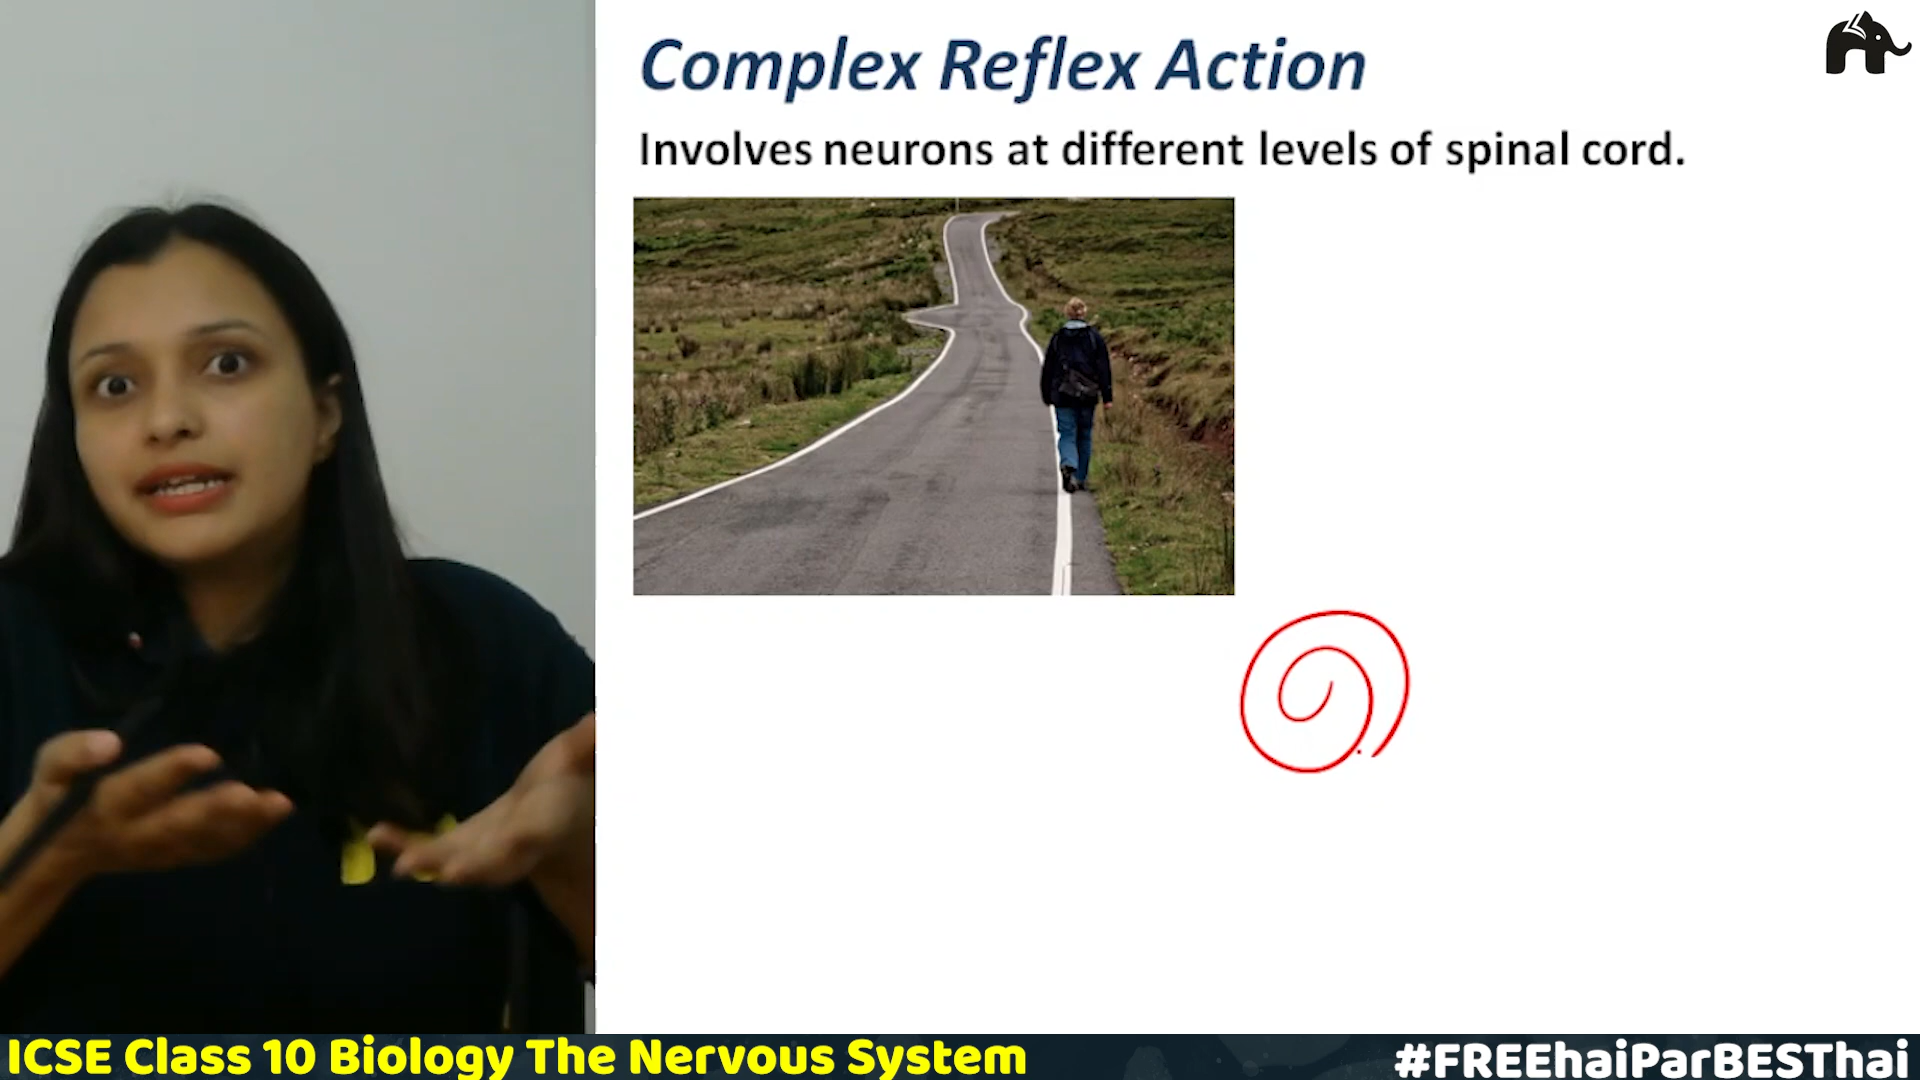 Complex Reflex Action
Involves neurons at different levels of spinal cord.
ICSE Class 10 Biology The Nervous System
#FREEhaiParBESThai